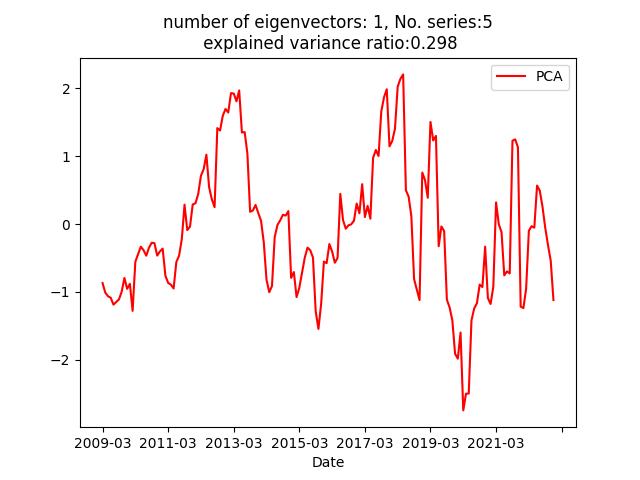 number of eigenvectors: 1, No. series:5
explained variance ratio:0.298
PCA
2
1
0
−1
−2
2009-03 2011-03 2013-03 2015-03 2017-03 2019-03 2021-03
Date